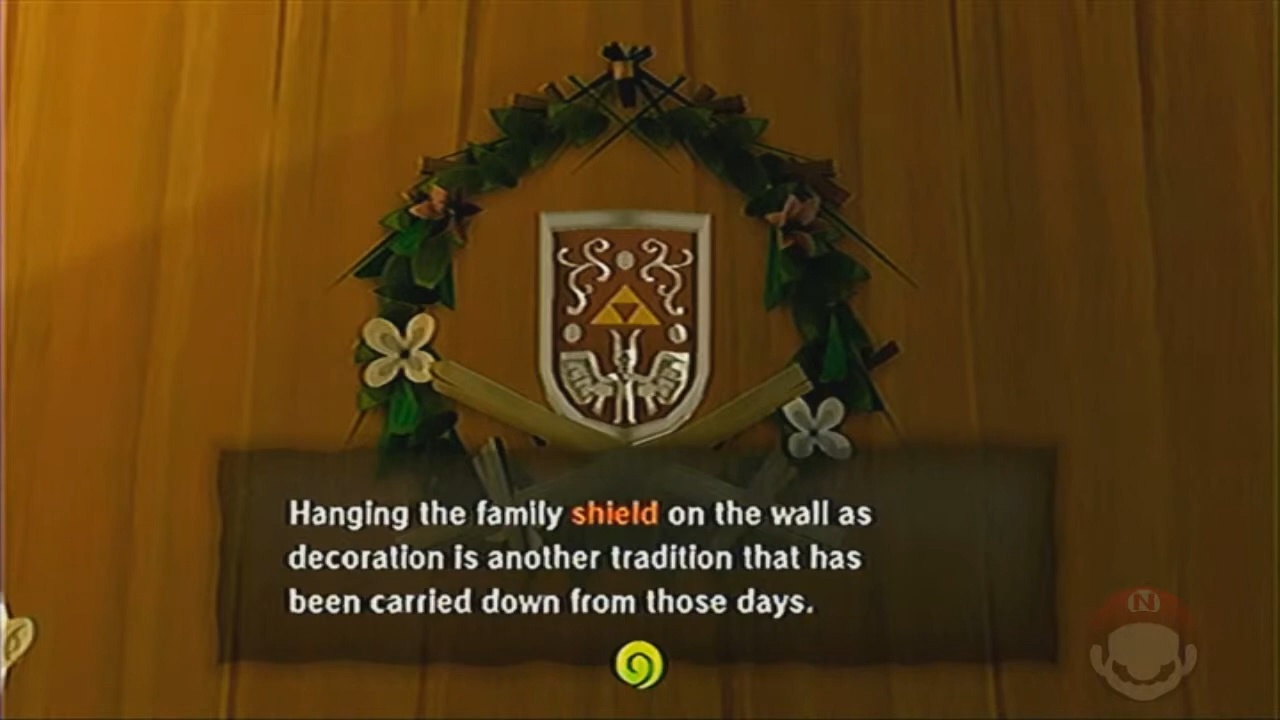 Hanging the family shield on the wall as
decoration is another tradition that has
been carried down from those days.
N